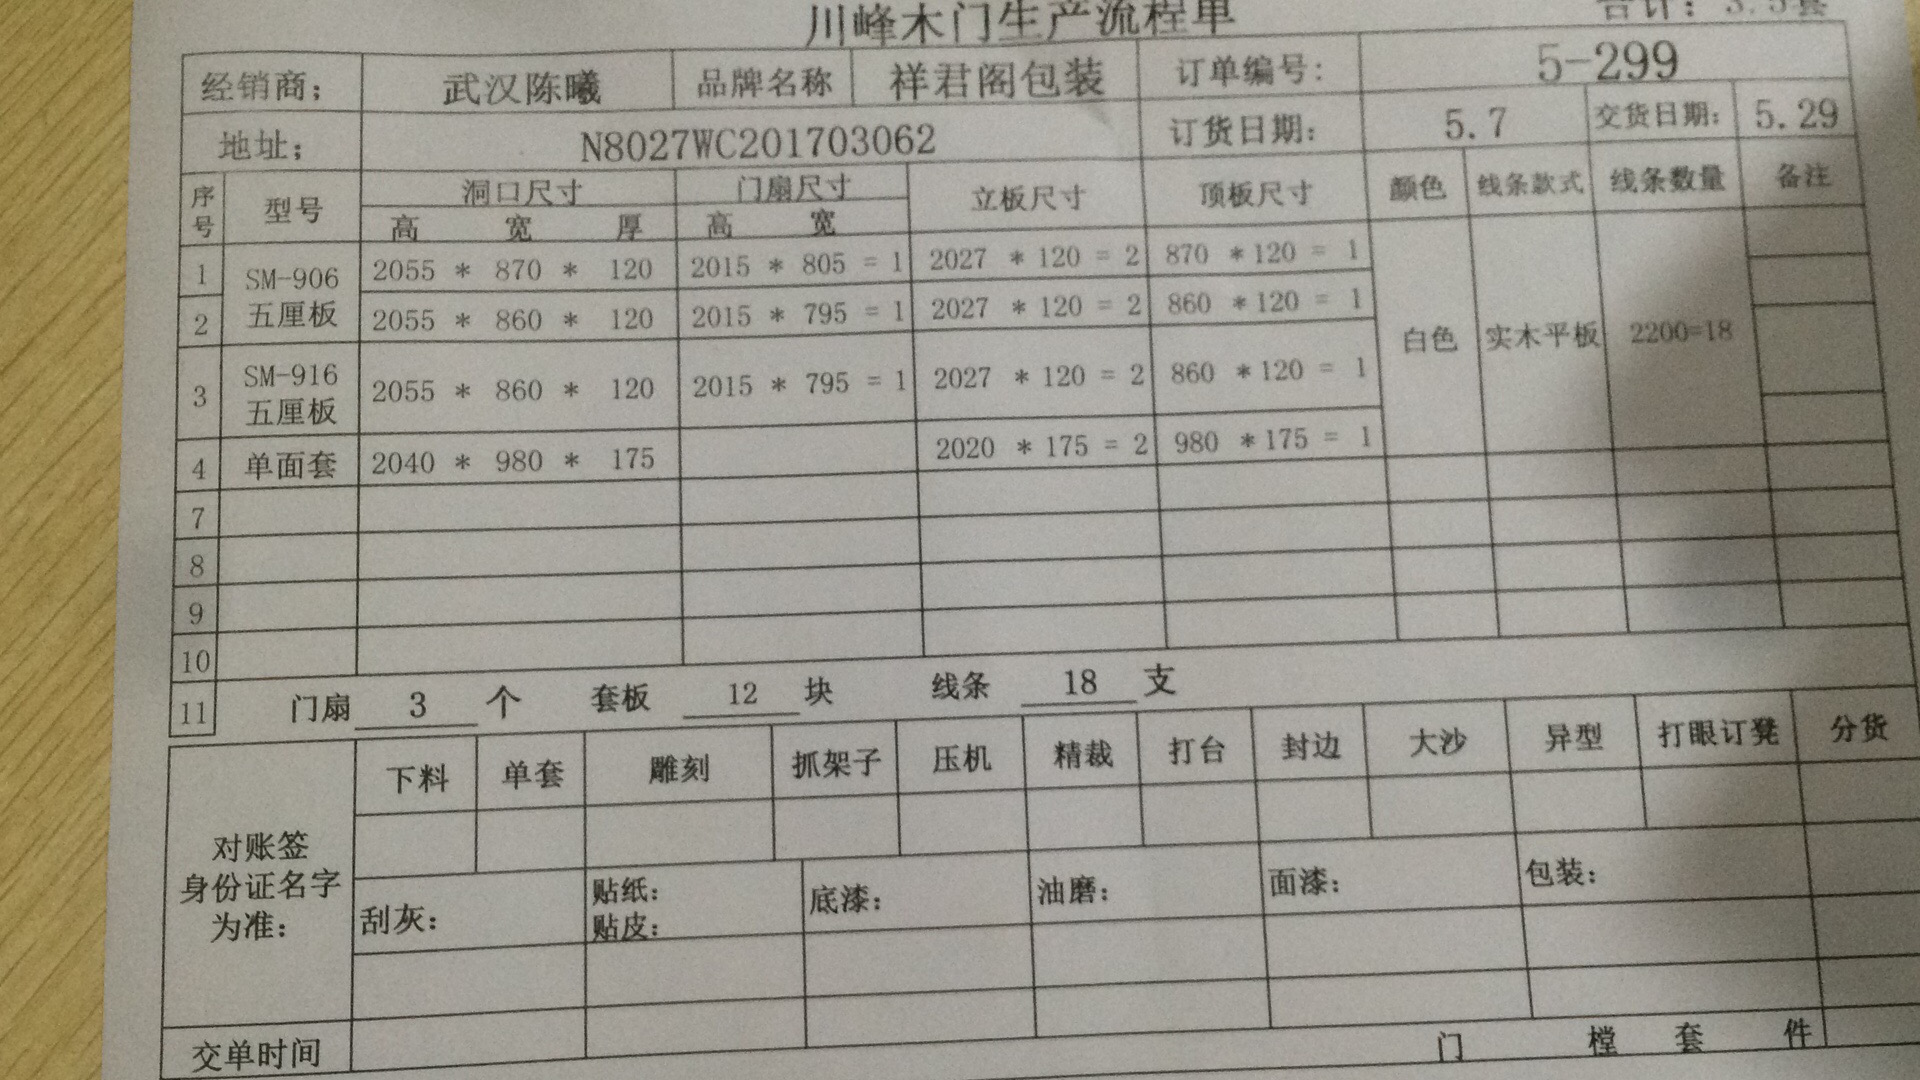 川峰木门生产流程单 合计：3.5套
经销商； 武汉陈曦 品牌名称 祥君阁包装 订单编号： 5-299
地址； N8027WC201703062 订货日期： 5.7 交货日期： 5.29
序号 型号 洞口尺寸 门扇尺寸 立板尺寸 顶板尺寸 颜色 线条款式 线条数量 备注
高 宽 厚 高 宽
1 SM-906 五厘板 2055 * 870 * 120 2015 * 805 = 1 2027 * 120 = 2 870 * 120 = 1 白色 实木平板 2200=18
2 2055 * 860 * 120 2015 * 795 = 1 2027 * 120 = 2 860 * 120 = 1
3 SM-916 五厘板 2055 * 860 * 120 2015 * 795 = 1 2027 * 120 = 2 860 * 120 = 1
4 单面套 2040 * 980 * 175 2020 * 175 = 2 980 * 175 = 1
7
8
9
10
11 门扇 3 个 套板 12 块 线条 18 支
对账签
身份证名字
为准：
下料 单套 雕刻 抓架子 压机 精裁 打台 封边 大沙 异型 打眼订凳 分货
刮灰： 贴纸： 底漆： 油磨： 面漆： 包装：
贴皮：
交单时间
门 樘 套 件